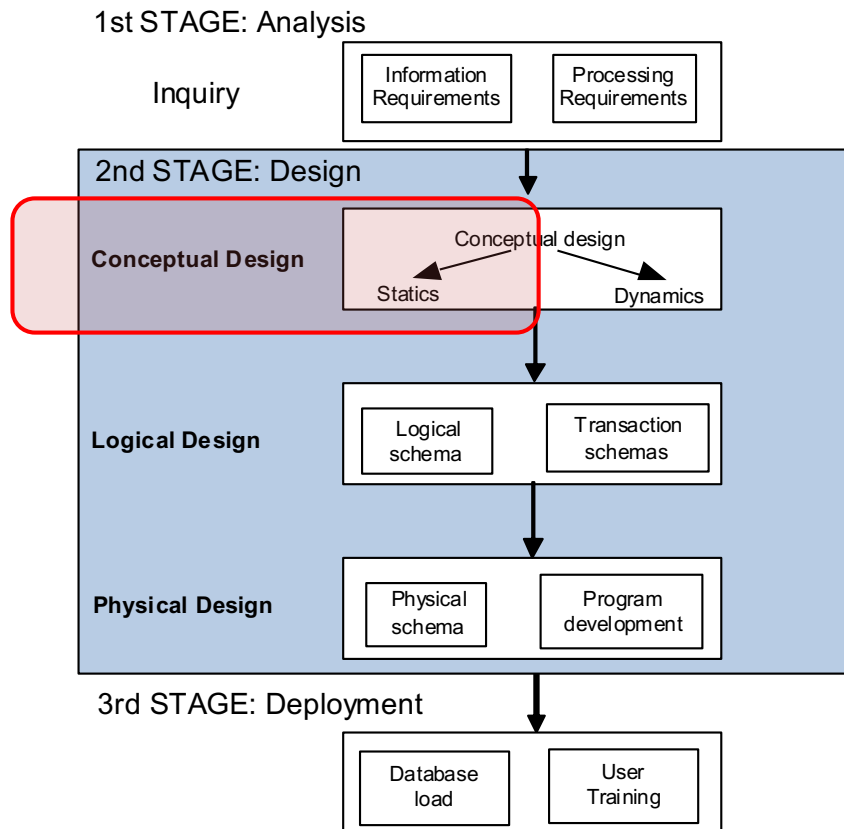 1st STAGE: Analysis
Inquiry
Information
Requirements
Processing
Requirements
2nd STAGE: Design
Conceptual Design
Conceptual design
Statics
Dynamics
Logical Design
Logical
schema
Transaction
schemas
Physical Design
Physical
schema
Program
development
3rd STAGE: Deployment
Database
load
User
Training